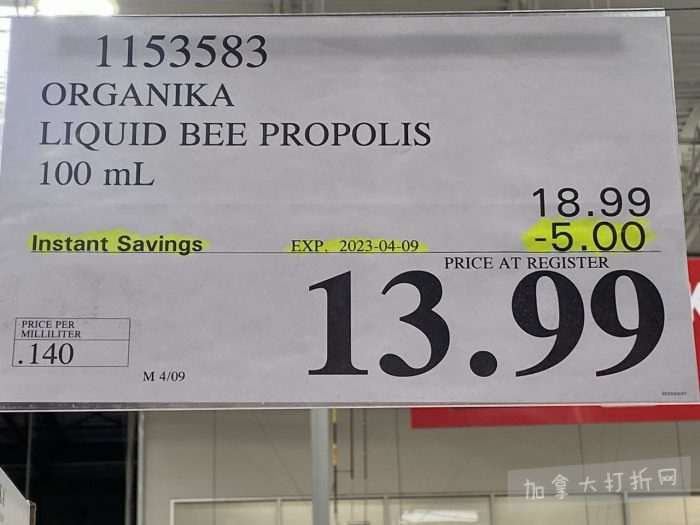 1153583
ORGANIKA
LIQUID BEE PROPOLIS
100 mL
18.99
Instant Savings EXP. 2023-04-09 -5.00
PRICE AT REGISTER
13.99
PRICE PER
MILLILITER
.140
M 4/09
加拿大打折网